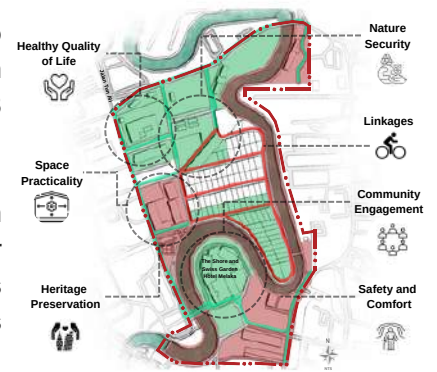 Healthy Quality
of Life
Nature
Security
Linkages
Space
Practicality
Community
Engagement
The Shore and
Swiss Garden
Hotel Melaka
Heritage
Preservation
Safety and
Comfort
N
NTS